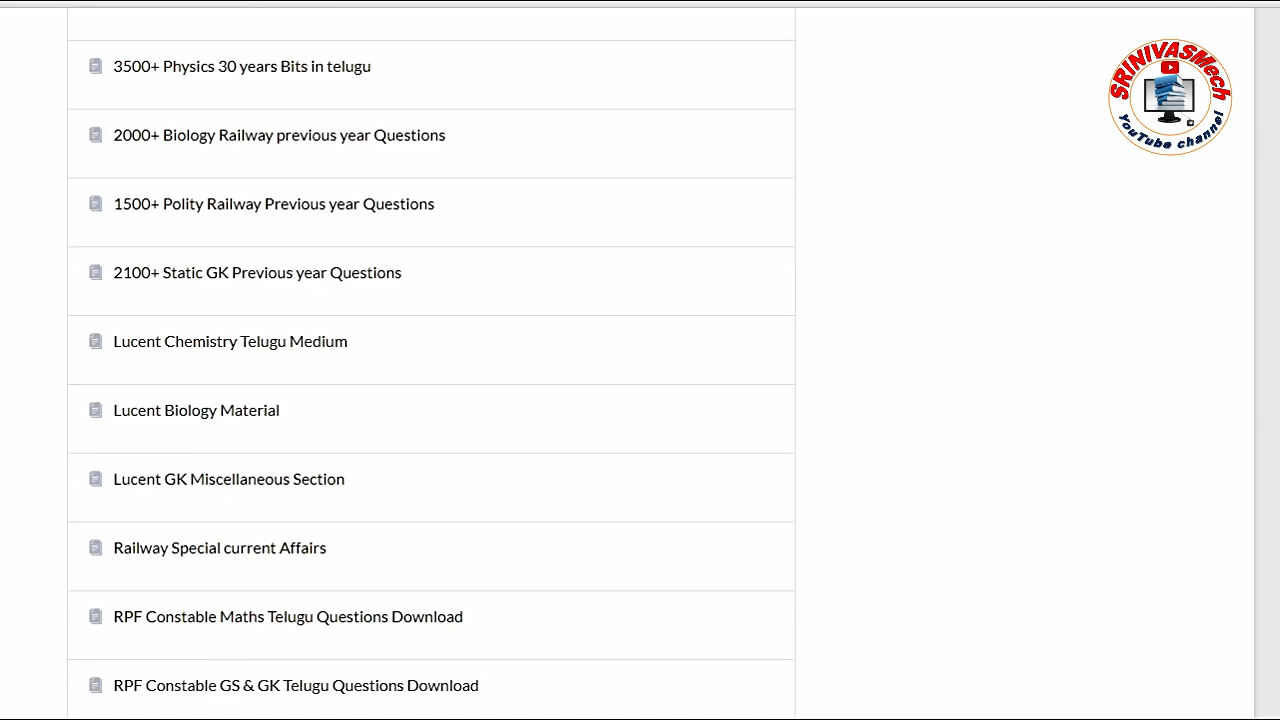 3500+ Physics 30 years Bits in telugu
2000+ Biology Railway previous year Questions
1500+ Polity Railway Previous year Questions
2100+ Static GK Previous year Questions
Lucent Chemistry Telugu Medium
Lucent Biology Material
Lucent GK Miscellaneous Section
Railway Special current Affairs
RPF Constable Maths Telugu Questions Download
RPF Constable GS & GK Telugu Questions Download
SRINIVASMech
YouTube channel